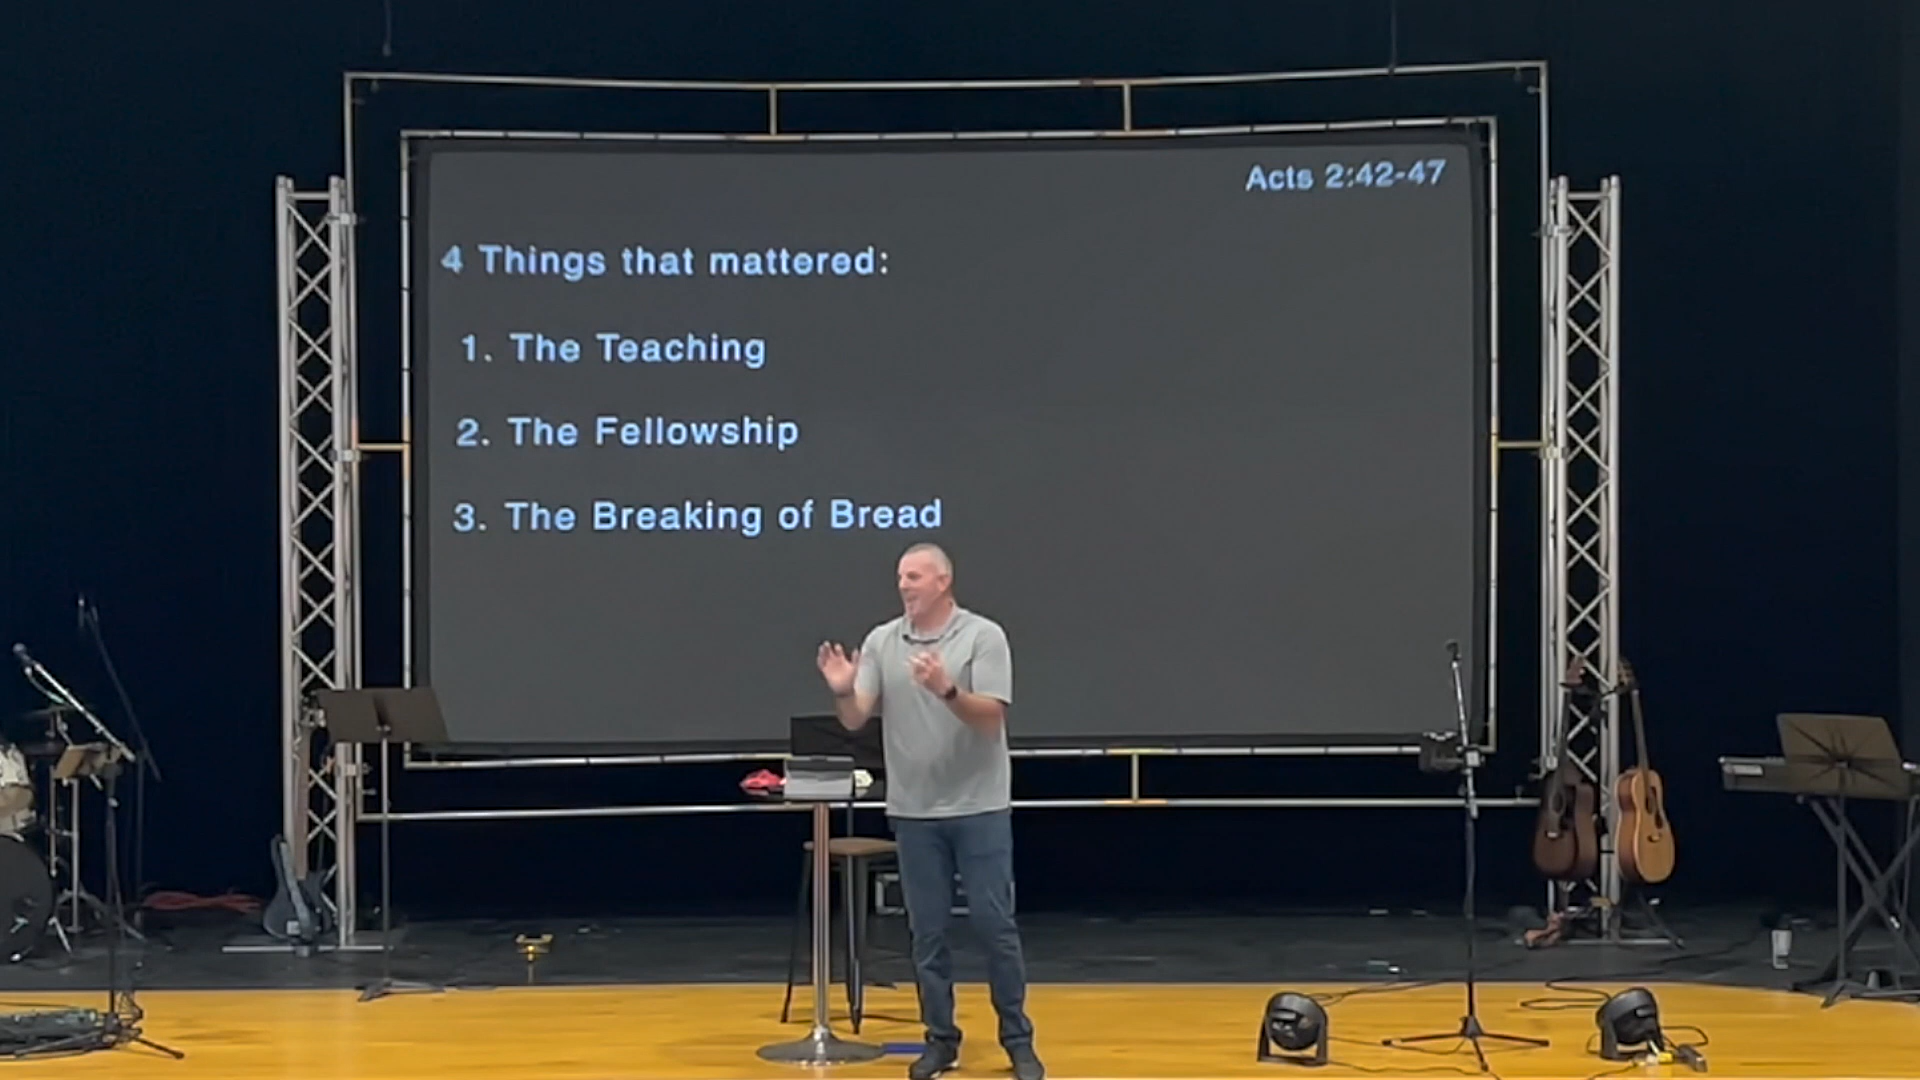 Acts 2:42-47
4 Things that mattered:
1. The Teaching
2. The Fellowship
3. The Breaking of Bread